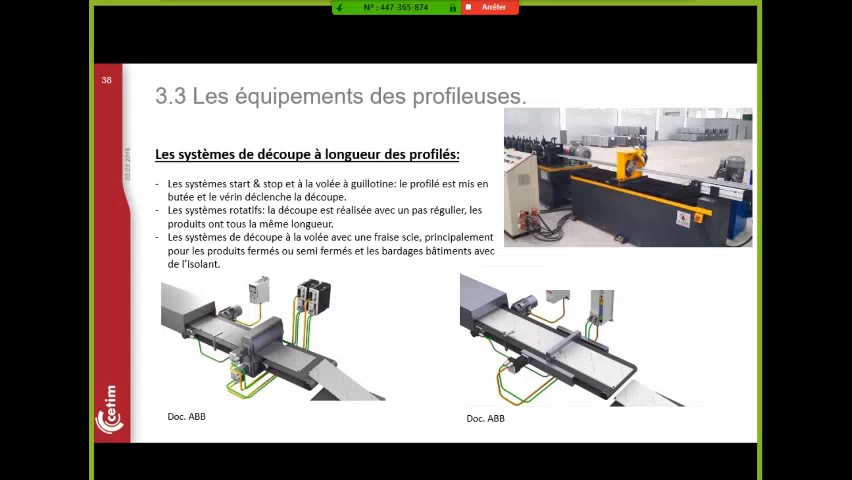 N° : 447-365-874
Arrêter
38
3.3 Les équipements des profileuses.
Les systèmes de découpe à longueur des profilés:
- Les systèmes start & stop et à la volée à guillotine: le profilé est mis en
butée et le vérin déclenche la découpe.
- Les systèmes rotatifs: la découpe est réalisée avec un pas régulier, les
produits ont tous la même longueur.
- Les systèmes de découpe à la volée avec une fraise scie, principalement
pour les produits fermés ou semi fermés et les bardages bâtiments avec
de l'isolant.
Doc. ABB
Doc. ABB
cetim